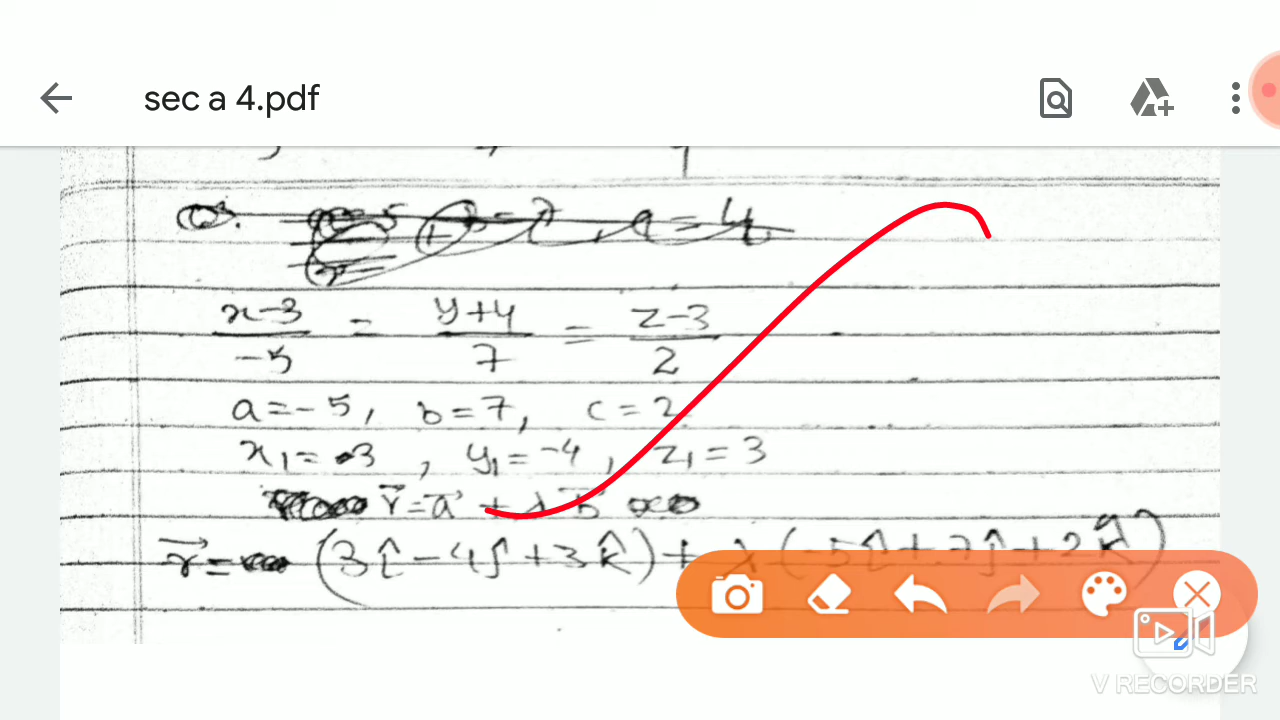 sec a 4.pdf
x-3/-5 = y+4/7 = z-3/2
a=-5, b=7, c=2
x₁=3, y₁=-4, z₁=3
r⃗=a⃗+λb⃗
r⃗= (3î-4ĵ+3k̂)+λ(-5î+7ĵ+2k̂)
V RECORDER